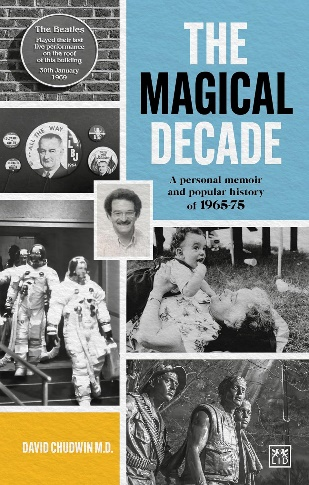 The Beatles
Played their last
live performance
on the roof
of this building
30th January
1969
THE
MAGICAL
DECADE
A personal memoir
and popular history
of 1965-75
ALL THE WAY
LBJ
1964
DAVID CHUDWIN M.D.
LID